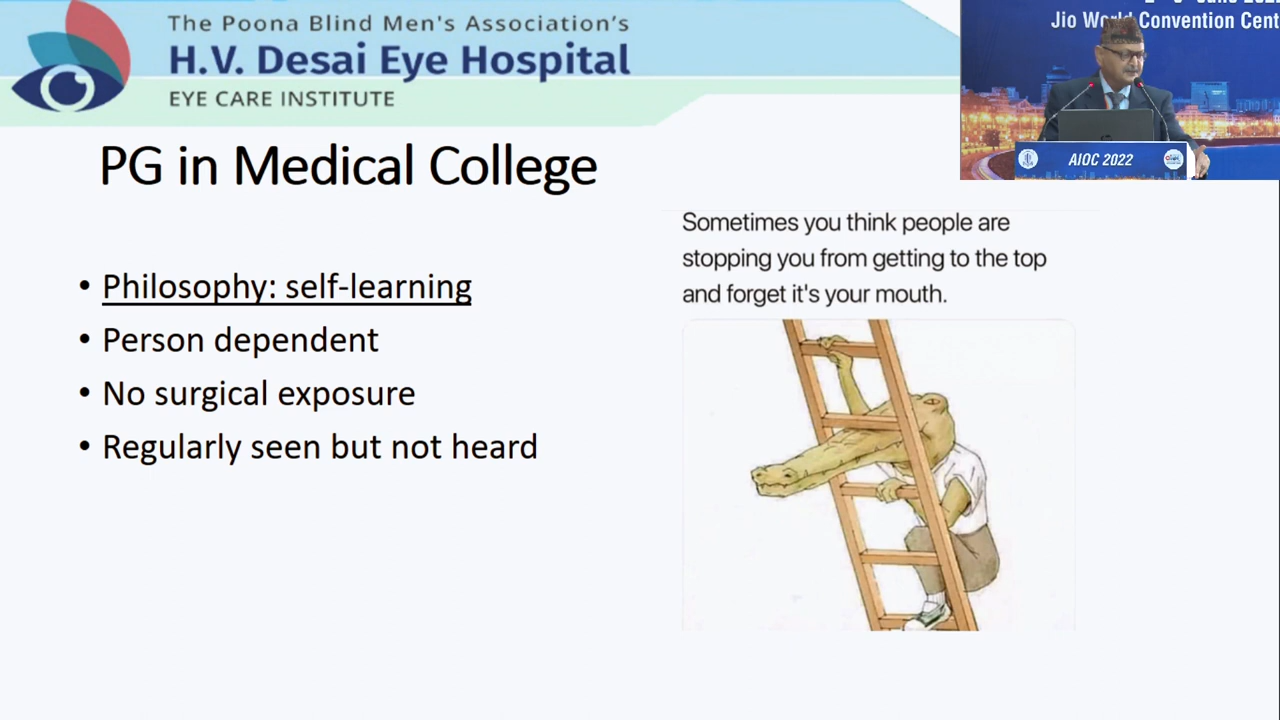 The Poona Blind Men's Association's
H.V. Desai Eye Hospital
EYE CARE INSTITUTE
Jio World Convention Cent
AIOC 2022
PG in Medical College
• Philosophy: self-learning
• Person dependent
• No surgical exposure
• Regularly seen but not heard
Sometimes you think people are
stopping you from getting to the top
and forget it's your mouth.